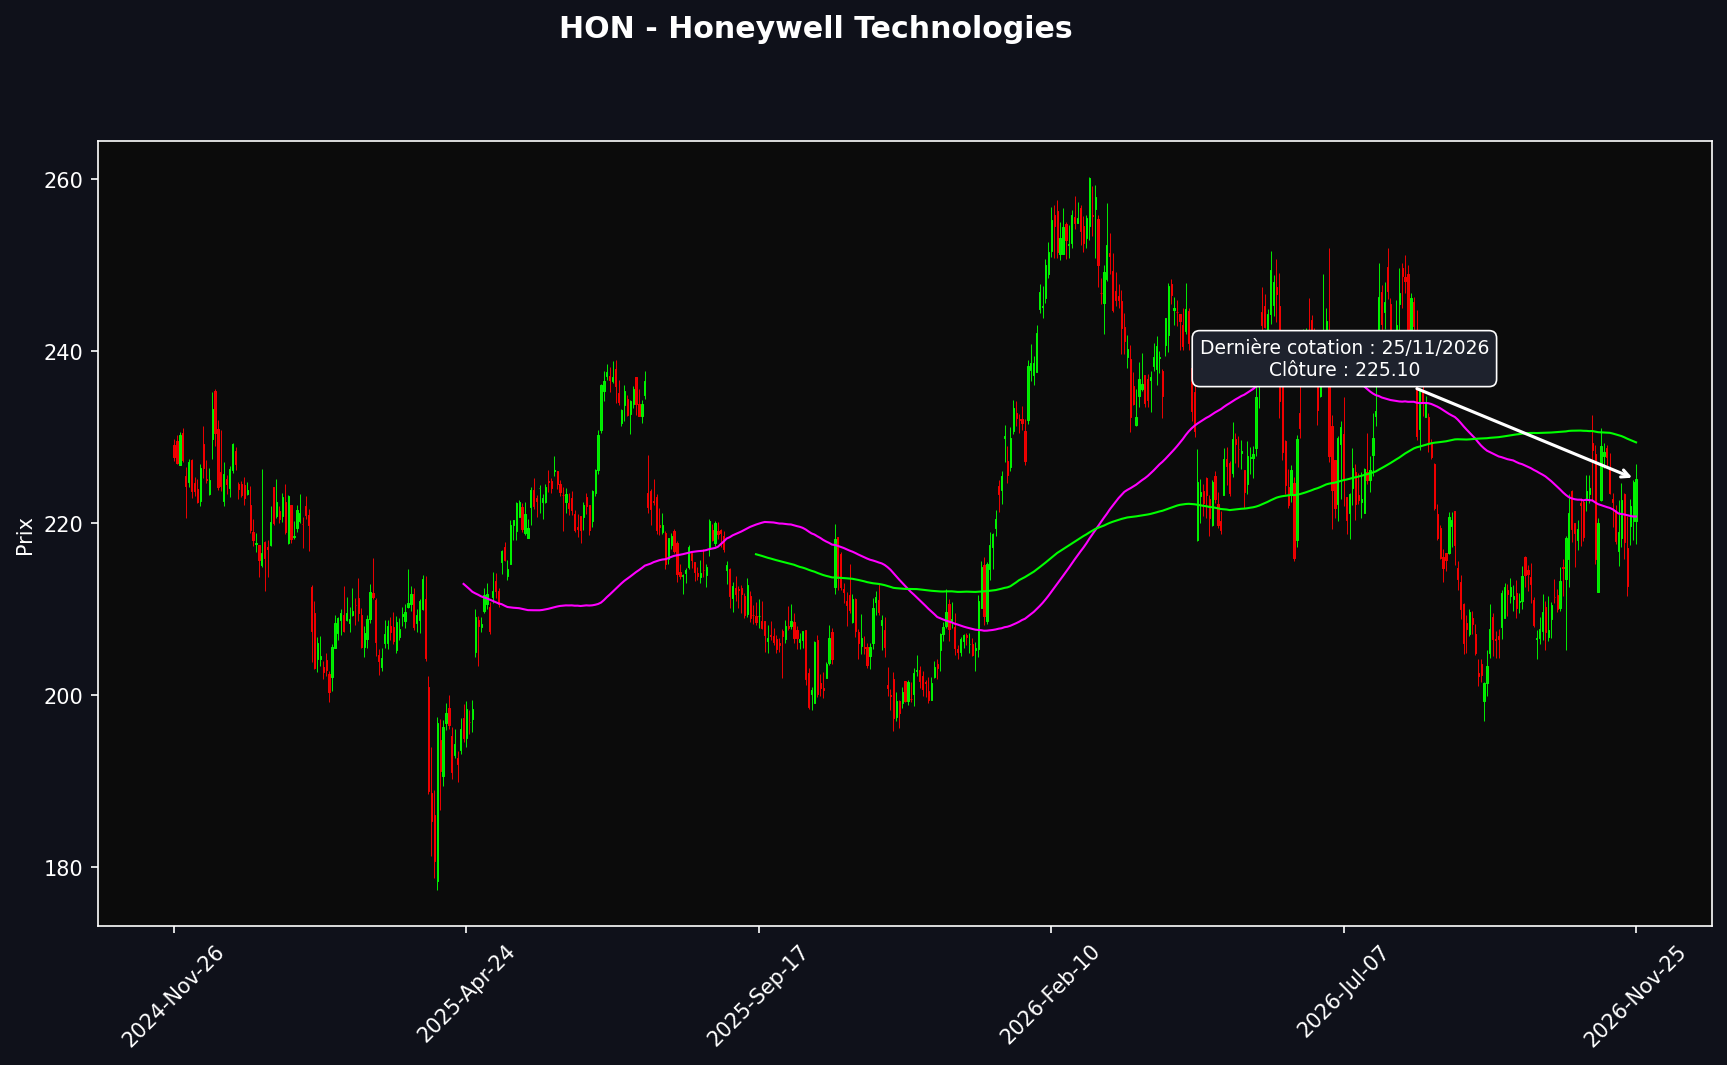 HON - Honeywell Technologies
260
240
220
200
180
Prix
Dernière cotation : 25/11/2026
Clôture : 225.10
2024-Nov-26
2025-Apr-24
2025-Sep-17
2026-Feb-10
2026-Jul-07
2026-Nov-25